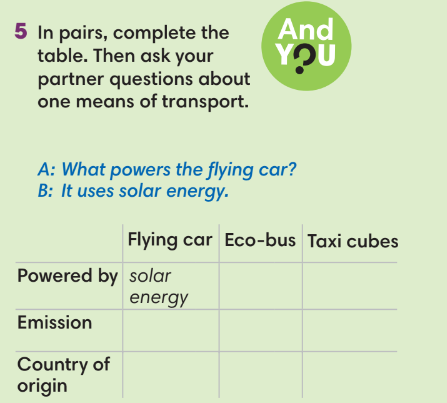 5 In pairs, complete the
table. Then ask your
partner questions about
one means of transport.
And
YOU
?
A: What powers the flying car?
B: It uses solar energy.
Flying car Eco-bus Taxi cubes
Powered by solar
energy
Emission
Country of
origin